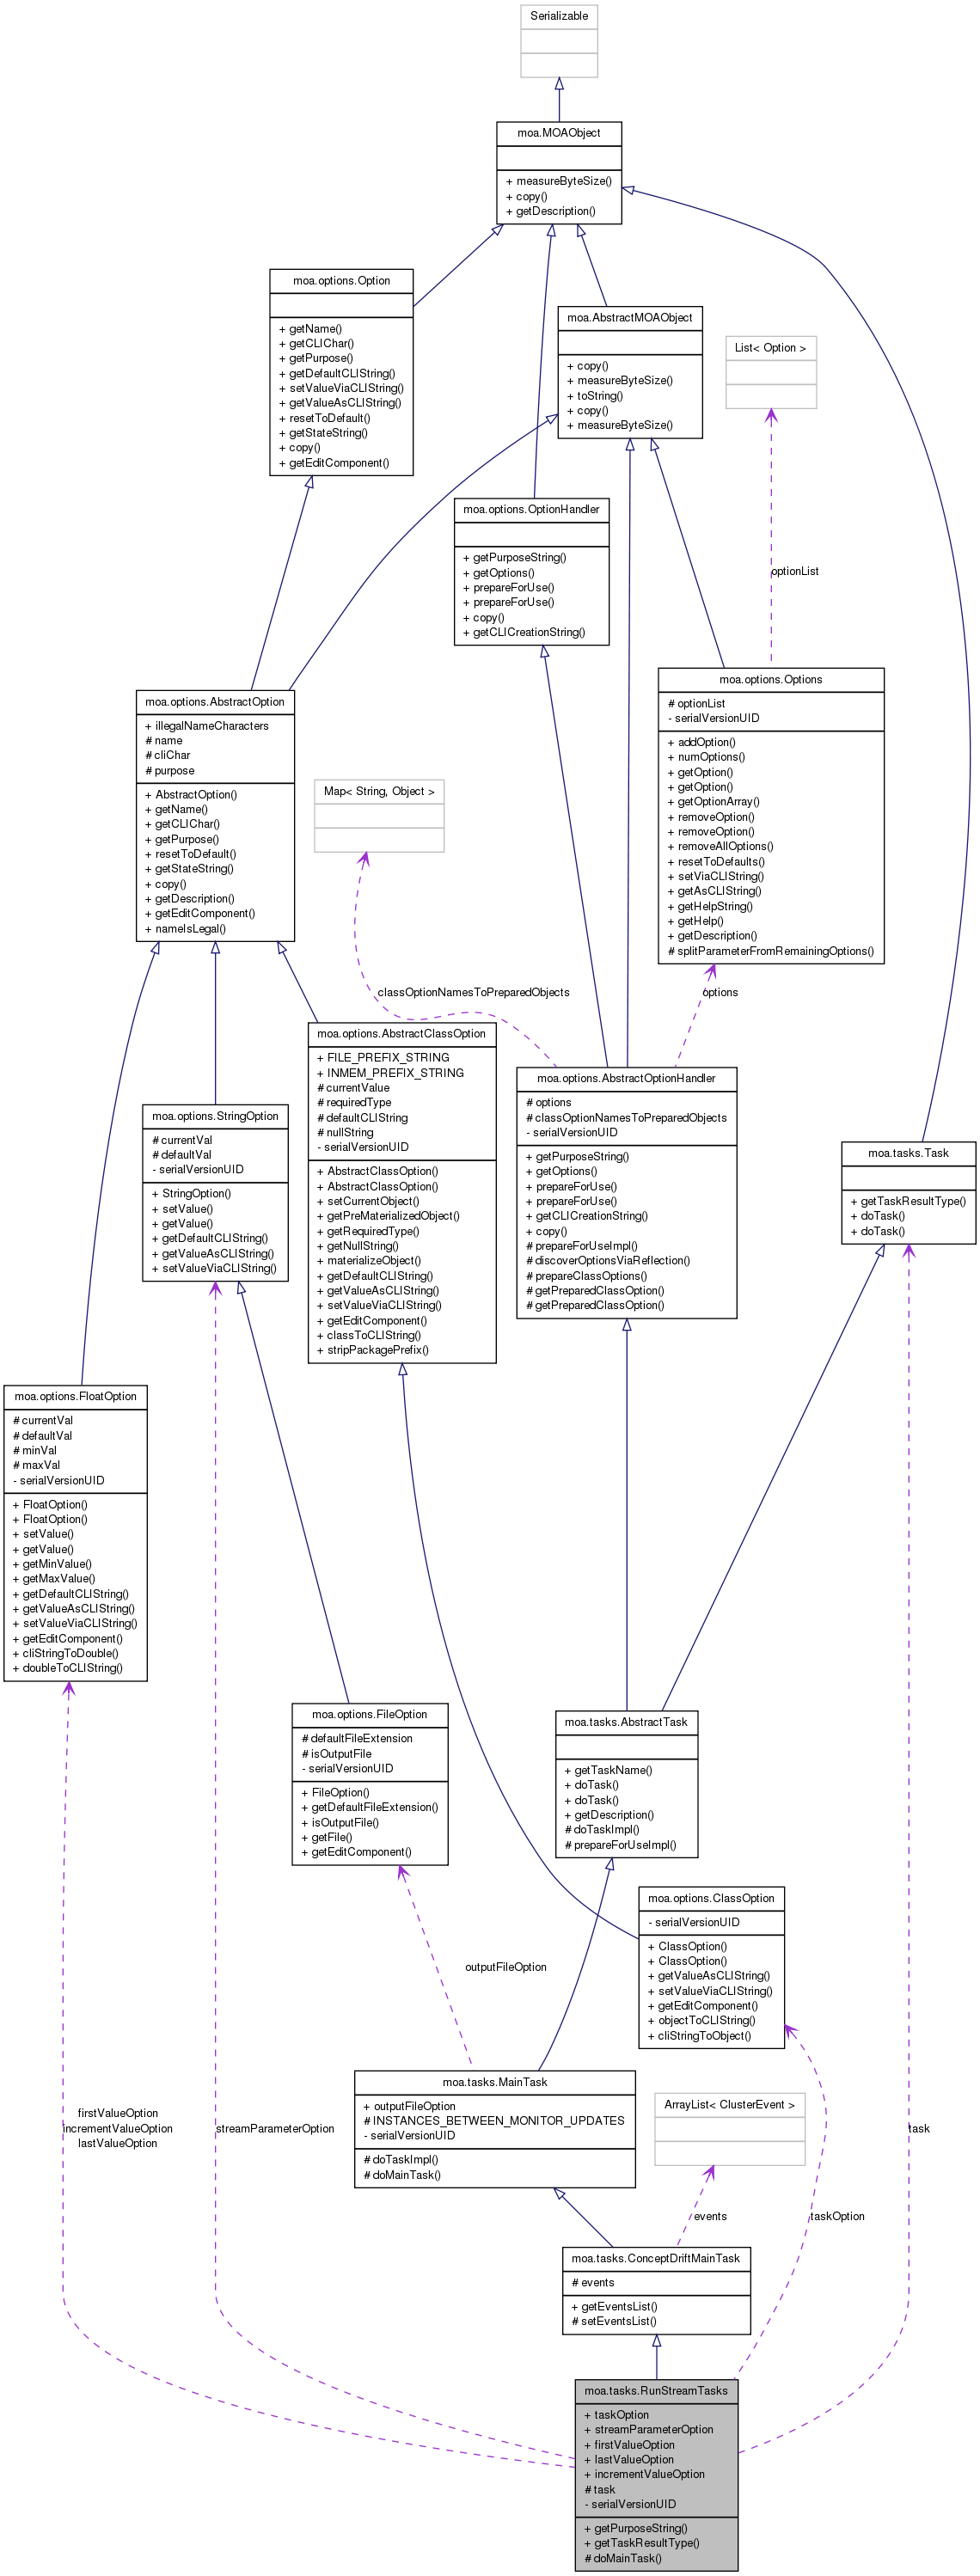 Serializable
moa.MOAObject
+ measureByteSize()
+ copy()
+ getDescription()
moa.options.Option
+ getName()
+ getCLIChar()
+ getPurpose()
+ getDefaultCLIString()
+ setValueViaCLIString()
+ getValueAsCLIString()
+ resetToDefault()
+ getStateString()
+ copy()
+ getEditComponent()
moa.AbstractMOAObject
+ copy()
+ measureByteSize()
+ toString()
+ copy()
+ measureByteSize()
List< Option >
moa.options.OptionHandler
+ getPurposeString()
+ getOptions()
+ prepareForUse()
+ prepareForUse()
+ copy()
+ getCLICreationString()
optionList
moa.options.Options
# optionList
- serialVersionUID
+ addOption()
+ numOptions()
+ getOption()
+ getOption()
+ getOptionArray()
+ removeOption()
+ removeOption()
+ removeAllOptions()
+ resetToDefaults()
+ setViaCLIString()
+ getAsCLIString()
+ getHelpString()
+ getHelp()
+ getDescription()
# splitParameterFromRemainingOptions()
moa.options.AbstractOption
+ illegalNameCharacters
# name
# cliChar
# purpose
+ AbstractOption()
+ getName()
+ getCLIChar()
+ getPurpose()
+ resetToDefault()
+ getStateString()
+ copy()
+ getDescription()
+ getEditComponent()
+ nameIsLegal()
Map< String, Object >
classOptionNamesToPreparedObjects
options
moa.options.AbstractClassOption
+ FILE_PREFIX_STRING
+ INMEM_PREFIX_STRING
# currentValue
# requiredType
# defaultCLIString
# nullString
- serialVersionUID
+ AbstractClassOption()
+ AbstractClassOption()
+ setCurrentObject()
+ getPreMaterializedObject()
+ getRequiredType()
+ getNullString()
+ materializeObject()
+ getDefaultCLIString()
+ getValueAsCLIString()
+ setValueViaCLIString()
+ getEditComponent()
+ classToCLIString()
+ stripPackagePrefix()
moa.options.AbstractOptionHandler
# options
# classOptionNamesToPreparedObjects
- serialVersionUID
+ getPurposeString()
+ getOptions()
+ prepareForUse()
+ prepareForUse()
+ getCLICreationString()
+ copy()
# prepareForUseImpl()
# discoverOptionsViaReflection()
# prepareClassOptions()
# getPreparedClassOption()
# getPreparedClassOption()
moa.options.StringOption
# currentVal
# defaultVal
- serialVersionUID
+ StringOption()
+ setValue()
+ getValue()
+ getDefaultCLIString()
+ getValueAsCLIString()
+ setValueViaCLIString()
moa.tasks.Task
+ getTaskResultType()
+ doTask()
+ doTask()
moa.options.FloatOption
# currentVal
# defaultVal
# minVal
# maxVal
- serialVersionUID
+ FloatOption()
+ FloatOption()
+ setValue()
+ getValue()
+ getMinValue()
+ getMaxValue()
+ getDefaultCLIString()
+ getValueAsCLIString()
+ setValueViaCLIString()
+ getEditComponent()
+ cliStringToDouble()
+ doubleToCLIString()
moa.options.FileOption
# defaultFileExtension
# isOutputFile
- serialVersionUID
+ FileOption()
+ getDefaultFileExtension()
+ isOutputFile()
+ getFile()
+ getEditComponent()
moa.tasks.AbstractTask
+ getTaskName()
+ doTask()
+ doTask()
+ getDescription()
# doTaskImpl()
# prepareForUseImpl()
moa.options.ClassOption
- serialVersionUID
+ ClassOption()
+ ClassOption()
+ getValueAsCLIString()
+ setValueViaCLIString()
+ getEditComponent()
+ objectToCLIString()
+ cliStringToObject()
outputFileOption
moa.tasks.MainTask
+ outputFileOption
# INSTANCES_BETWEEN_MONITOR_UPDATES
- serialVersionUID
# doTaskImpl()
# doMainTask()
ArrayList< ClusterEvent >
firstValueOption
incrementValueOption
lastValueOption
streamParameterOption
task
events
taskOption
moa.tasks.ConceptDriftMainTask
# events
+ getEventsList()
# setEventsList()
moa.tasks.RunStreamTasks
+ taskOption
+ streamParameterOption
+ firstValueOption
+ lastValueOption
+ incrementValueOption
# task
- serialVersionUID
+ getPurposeString()
+ getTaskResultType()
# doMainTask()